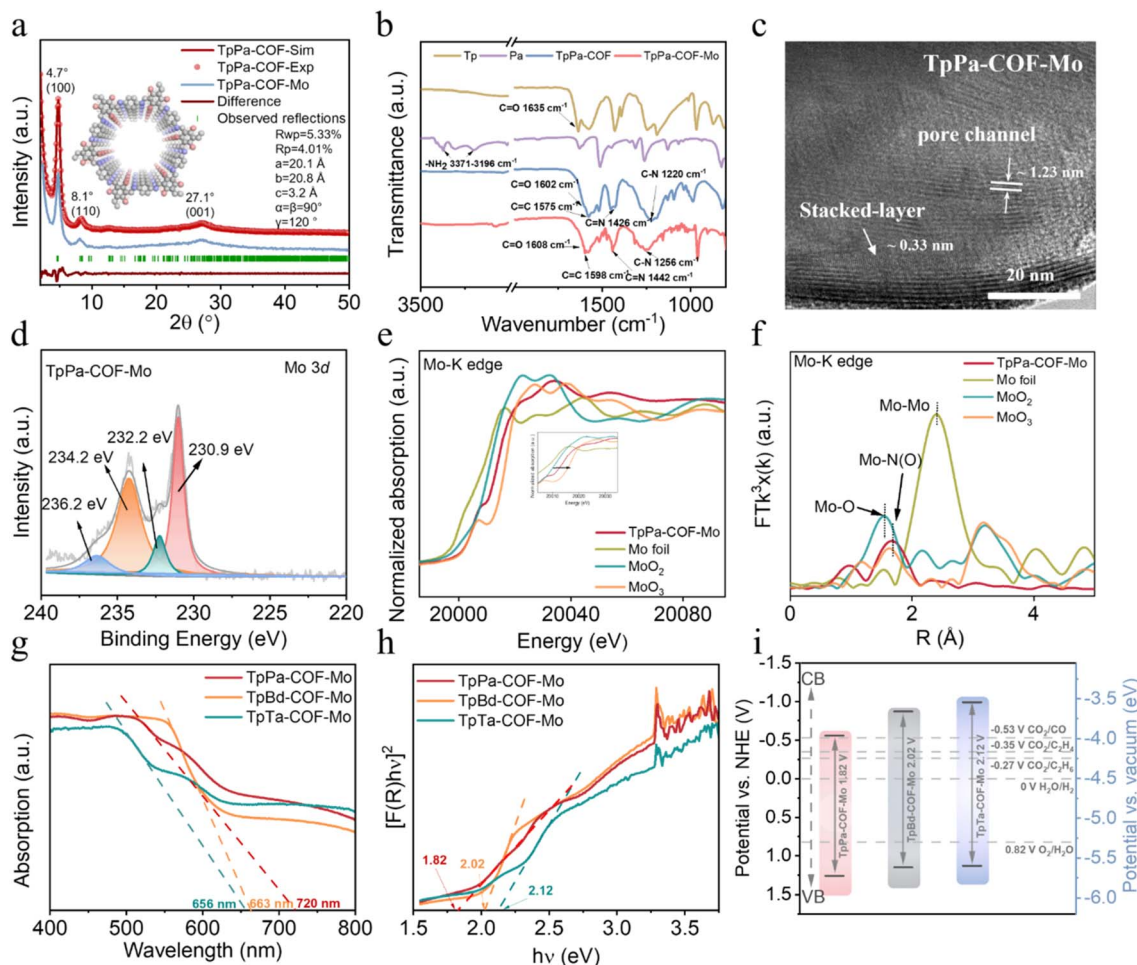 a
TpPa-COF-Sim
TpPa-COF-Exp
TpPa-COF-Mo
Difference
Observed reflections
4.7°
(100)
Rwp=5.33%
Rp=4.01%
a=20.1 Å
b=20.8 Å
c=3.2 Å
α=β=90°
γ=120 °
8.1°
(110)
27.1°
(001)
Intensity (a.u.)
0 10 20 30 40 50
2θ (°)
b
Tp Pa TpPa-COF TpPa-COF-Mo
C=O 1635 cm-1
-NH2 3371-3196 cm-1
C=O 1602 cm-1
C-N 1220 cm-1
C=C 1575 cm-1
C=N 1426 cm-1
C=O 1608 cm-1
C-N 1256 cm-1
C=C 1598 cm-1
C=N 1442 cm-1
Transmittance (a.u.)
3500 1500 1000
Wavenumber (cm-1)
c
TpPa-COF-Mo
pore channel
~ 1.23 nm
Stacked-layer
~ 0.33 nm
20 nm
d
TpPa-COF-Mo
Mo 3d
232.2 eV
230.9 eV
234.2 eV
236.2 eV
Intensity (a.u.)
240 235 230 225 220
Binding Energy (eV)
e
Mo-K edge
Normalized absorption (a.u.)
20010 20020 20030
Energy (eV)
TpPa-COF-Mo
Mo foil
MoO2
MoO3
Normalized absorption (a.u.)
20000 20040 20080
Energy (eV)
f
Mo-K edge
TpPa-COF-Mo
Mo foil
MoO2
MoO3
Mo-Mo
Mo-N(O)
Mo-O
FTk3x(k) (a.u.)
0 2 4
R (Å)
g
TpPa-COF-Mo
TpBd-COF-Mo
TpTa-COF-Mo
656 nm 663 nm 720 nm
Absorption (a.u.)
400 500 600 700 800
Wavelength (nm)
h
TpPa-COF-Mo
TpBd-COF-Mo
TpTa-COF-Mo
1.82
2.02
2.12
[F(R)hν]2
1.5 2.0 2.5 3.0 3.5
hν (eV)
i
-1.5
-1.0
-0.5
0.0
0.5
1.0
1.5
Potential vs. NHE (V)
CB
VB
TpPa-COF-Mo 1.82 V
TpBd-COF-Mo 2.02 V
TpTa-COF-Mo 2.12 V
-0.53 V CO2/CO
-0.35 V CO2/C2H4
-0.27 V CO2/C2H6
0 V H2O/H2
0.82 V O2/H2O
-3.5
-4.0
-4.5
-5.0
-5.5
-6.0
Potential vs. vacuum (eV)